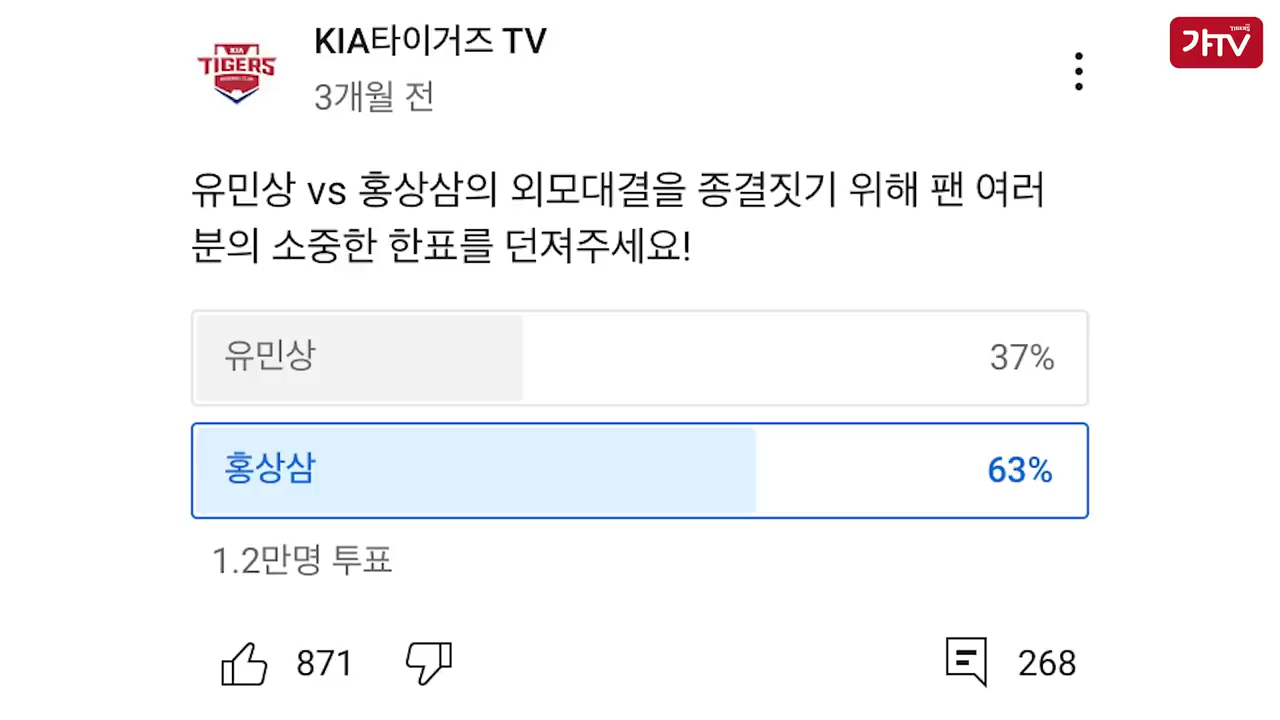 KIA타이거즈 TV
3개월 전
KIA
TIGERS
TIGERS
갸TV
유민상 vs 홍상삼의 외모대결을 종결짓기 위해 팬 여러
분의 소중한 한표를 던져주세요!
유민상 37%
홍상삼 63%
1.2만명 투표
871 268